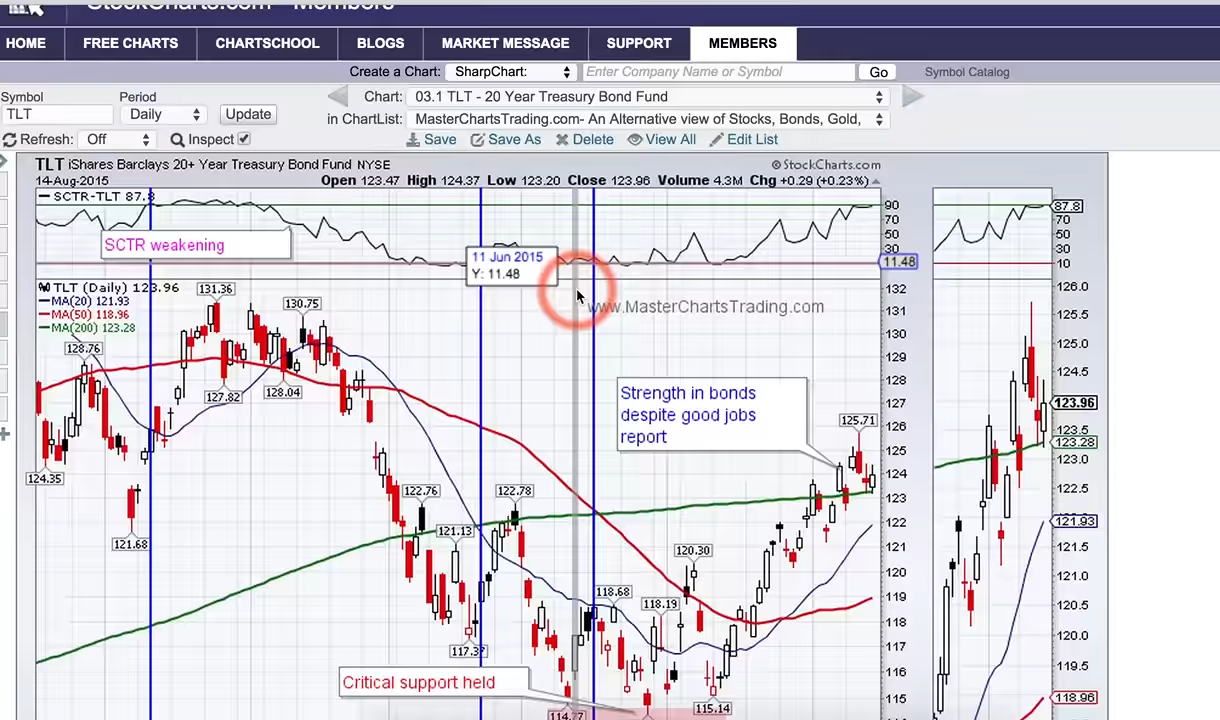 StockCharts.com - Members
HOME FREE CHARTS CHARTSCHOOL BLOGS MARKET MESSAGE SUPPORT MEMBERS
Create a Chart: SharpChart: Enter Company Name or Symbol Go Symbol Catalog
Symbol Period Chart: 03.1 TLT - 20 Year Treasury Bond Fund
TLT Daily Update in ChartList: MasterChartsTrading.com- An Alternative view of Stocks, Bonds, Gold,
Refresh: Off Inspect Save Save As Delete View All Edit List
TLT iShares Barclays 20+ Year Treasury Bond Fund NYSE © StockCharts.com
14-Aug-2015 Open 123.47 High 124.37 Low 123.20 Close 123.96 Volume 4.3M Chg +0.29 (+0.23%)
SCTR-TLT 87.8
90
70
50
30
11.48
87.8
70
50
30
10
SCTR weakening
11 Jun 2015
Y: 11.48
TLT (Daily) 123.96
MA(20) 121.93
MA(50) 118.96
MA(200) 123.28
www.MasterChartsTrading.com
131.36
130.75
128.76
127.82
128.04
124.35
121.68
122.76
121.13
122.78
117.37
118.68
118.19
120.30
125.71
115.14
Strength in bonds
despite good jobs
report
Critical support held
132
131
130
129
128
127
126
125
124
123
122
121
120
119
118
117
116
115
126.0
125.5
125.0
124.5
123.96
123.5
123.28
123.0
122.5
121.93
121.5
121.0
120.5
120.0
119.5
118.96